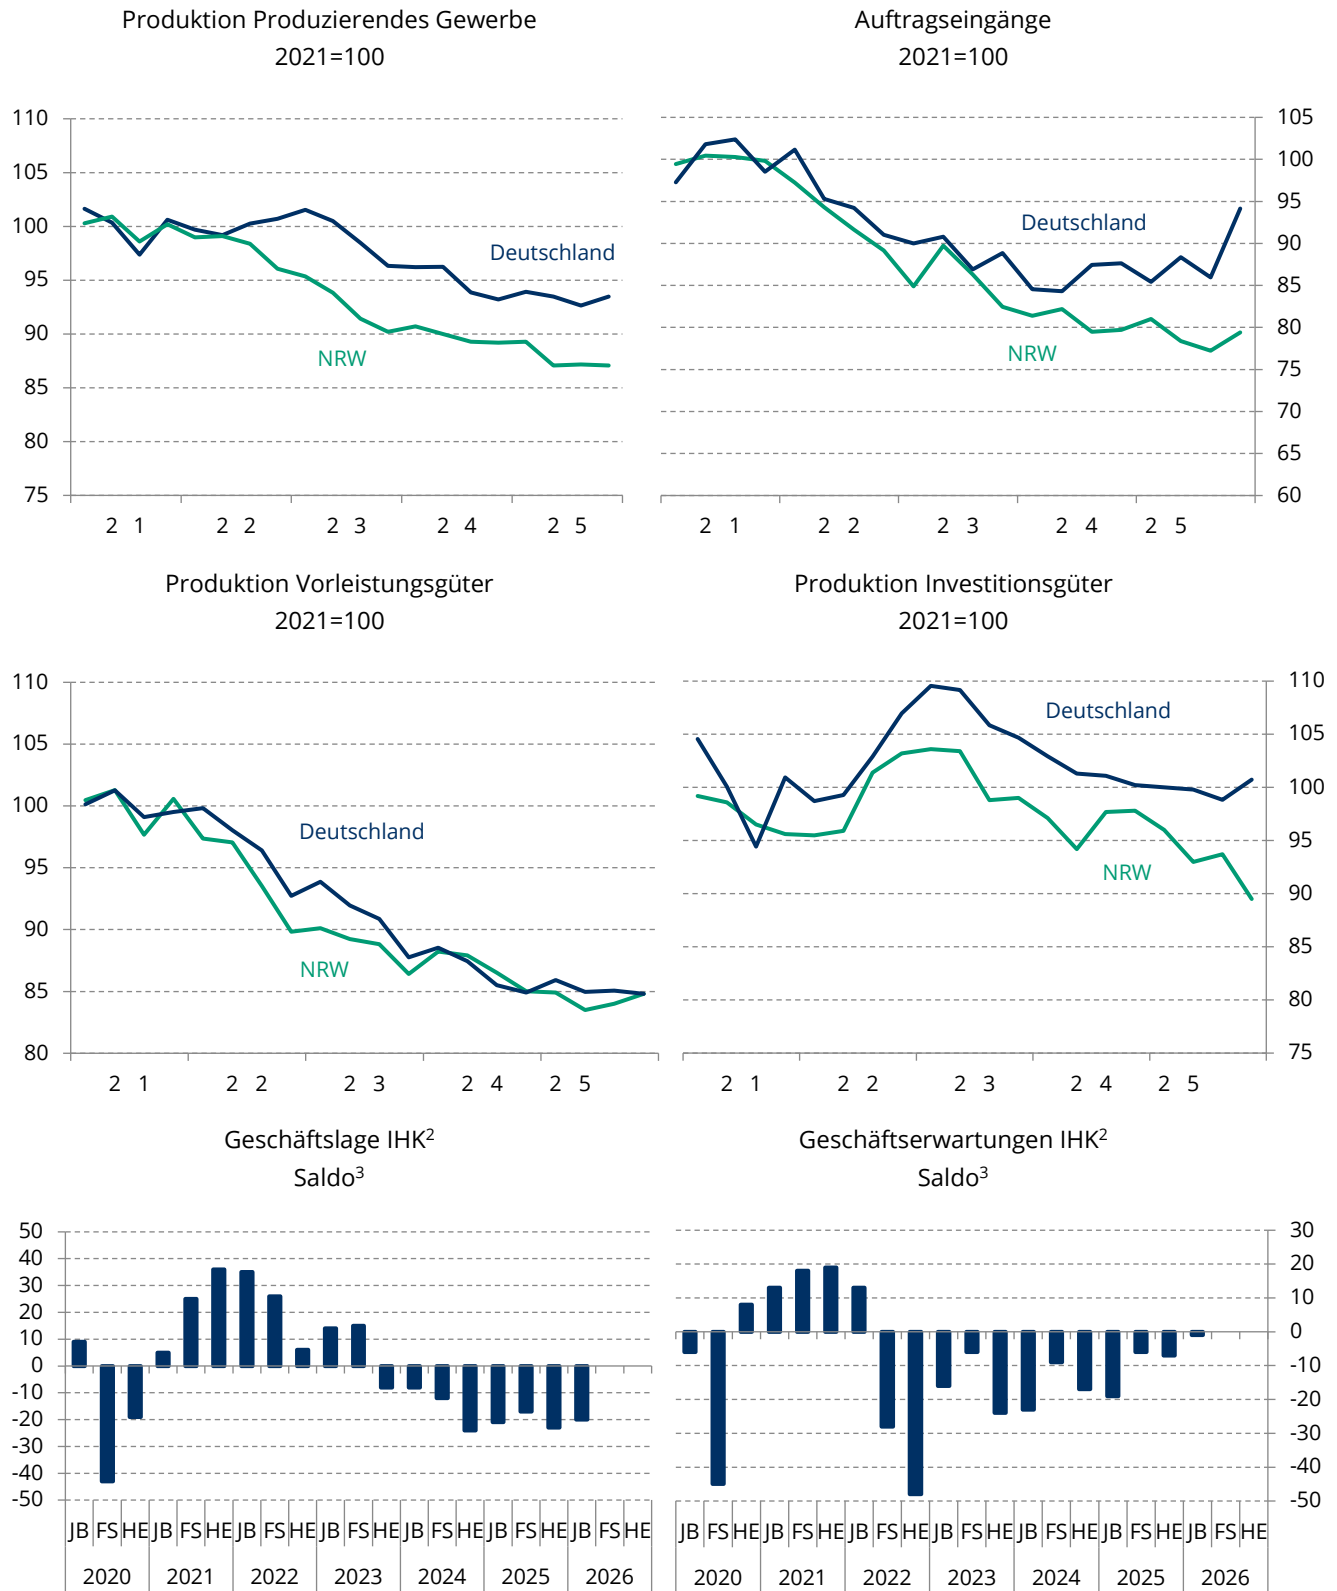 Produktion Produzierendes Gewerbe
2021=100
110
105
100
95
90
85
80
75
Deutschland
NRW
2 1 2 2 2 3 2 4 2 5
Auftragseingänge
2021=100
105
100
95
90
85
80
75
70
65
60
Deutschland
NRW
2 1 2 2 2 3 2 4 2 5
Produktion Vorleistungsgüter
2021=100
110
105
100
95
90
85
80
Deutschland
NRW
2 1 2 2 2 3 2 4 2 5
Produktion Investitionsgüter
2021=100
110
105
100
95
90
85
80
75
Deutschland
NRW
2 1 2 2 2 3 2 4 2 5
Geschäftslage IHK²
Saldo³
50
40
30
20
10
0
-10
-20
-30
-40
-50
JB FS HE JB FS HE JB FS HE JB FS HE JB FS HE JB FS HE JB FS HE
2020 2021 2022 2023 2024 2025 2026
Geschäftserwartungen IHK²
Saldo³
30
20
10
0
-10
-20
-30
-40
-50
JB FS HE JB FS HE JB FS HE JB FS HE JB FS HE JB FS HE JB FS HE
2020 2021 2022 2023 2024 2025 2026